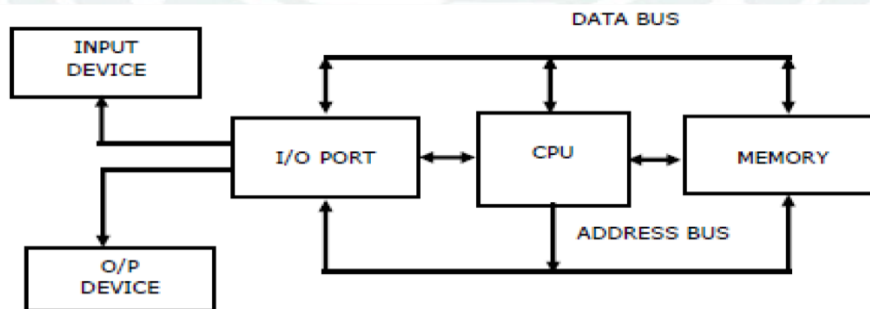 DATA BUS
INPUT
DEVICE
I/O PORT
CPU
MEMORY
ADDRESS BUS
O/P
DEVICE